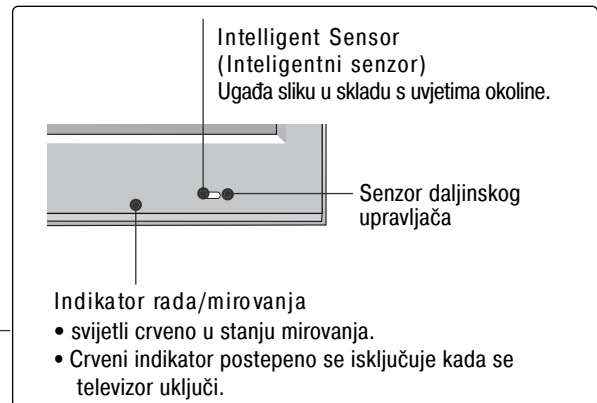 Intelligent Sensor
(Inteligentni senzor)
Ugađa sliku u skladu s uvjetima okoline.
Senzor daljinskog
upravljača
Indikator rada/mirovanja
• svijetli crveno u stanju mirovanja.
• Crveni indikator postepeno se isključuje kada se
televizor uključi.